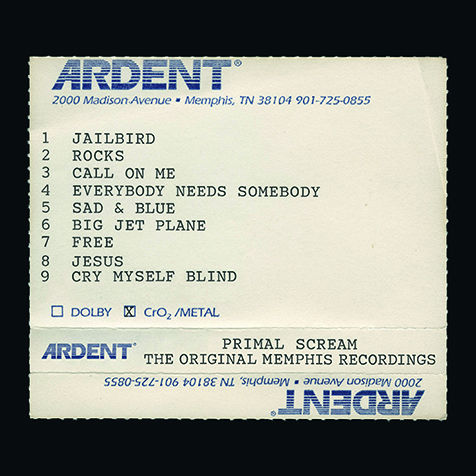 ARDENT®
2000 Madison Avenue ▪ Memphis, TN 38104 901-725-0855
1 JAILBIRD
2 ROCKS
3 CALL ON ME
4 EVERYBODY NEEDS SOMEBODY
5 SAD & BLUE
6 BIG JET PLANE
7 FREE
8 JESUS
9 CRY MYSELF BLIND
☐ DOLBY ☒ CrO₂/METAL
ARDENT® PRIMAL SCREAM
THE ORIGINAL MEMPHIS RECORDINGS
2000 Madison Avenue ▪ Memphis, TN 38104 901-725-0855
ARDENT®